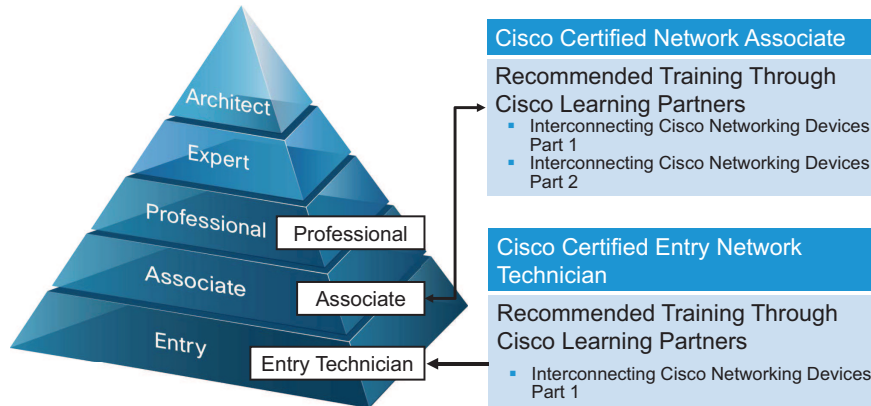 Architect
Expert
Professional
Associate
Entry
Professional
Associate
Entry Technician
Cisco Certified Network Associate
Recommended Training Through
Cisco Learning Partners
▪ Interconnecting Cisco Networking Devices
Part 1
▪ Interconnecting Cisco Networking Devices
Part 2
Cisco Certified Entry Network
Technician
Recommended Training Through
Cisco Learning Partners
▪ Interconnecting Cisco Networking Devices
Part 1